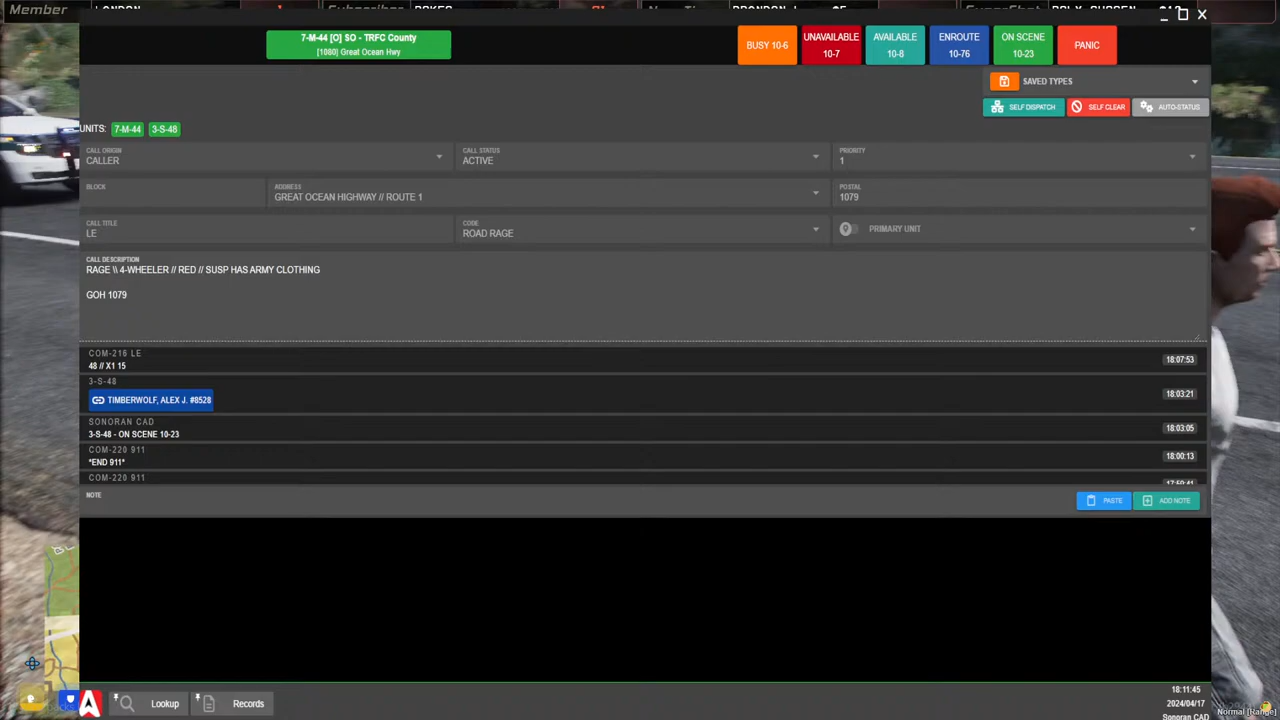 Member
7-M-44 [O] SO - TRFC County
[1080] Great Ocean Hwy
BUSY 10-6
UNAVAILABLE
10-7
AVAILABLE
10-8
ENROUTE
10-76
ON SCENE
10-23
PANIC
SAVED TYPES
SELF DISPATCH
SELF CLEAR
AUTO-STATUS
UNITS: 7-M-44 3-S-48
CALL ORIGIN
CALLER
CALL STATUS
ACTIVE
PRIORITY
1
BLOCK
ADDRESS
GREAT OCEAN HIGHWAY // ROUTE 1
POSTAL
1079
CALL TITLE
LE
CODE
ROAD RAGE
PRIMARY UNIT
CALL DESCRIPTION
RAGE \\ 4-WHEELER // RED // SUSP HAS ARMY CLOTHING
GOH 1079
COM-216 LE
48 // X1 15
18:07:53
3-S-48
TIMBERWOLF, ALEX J. #8528
18:03:21
SONORAN CAD
3-S-48 - ON SCENE 10-23
18:03:05
COM-220 911
*END 911*
18:00:13
COM-220 911
17:59:41
NOTE
PASTE
ADD NOTE
Lookup
Records
18:11:45
2024/04/17
Sonoran CAD
Normal [Range]